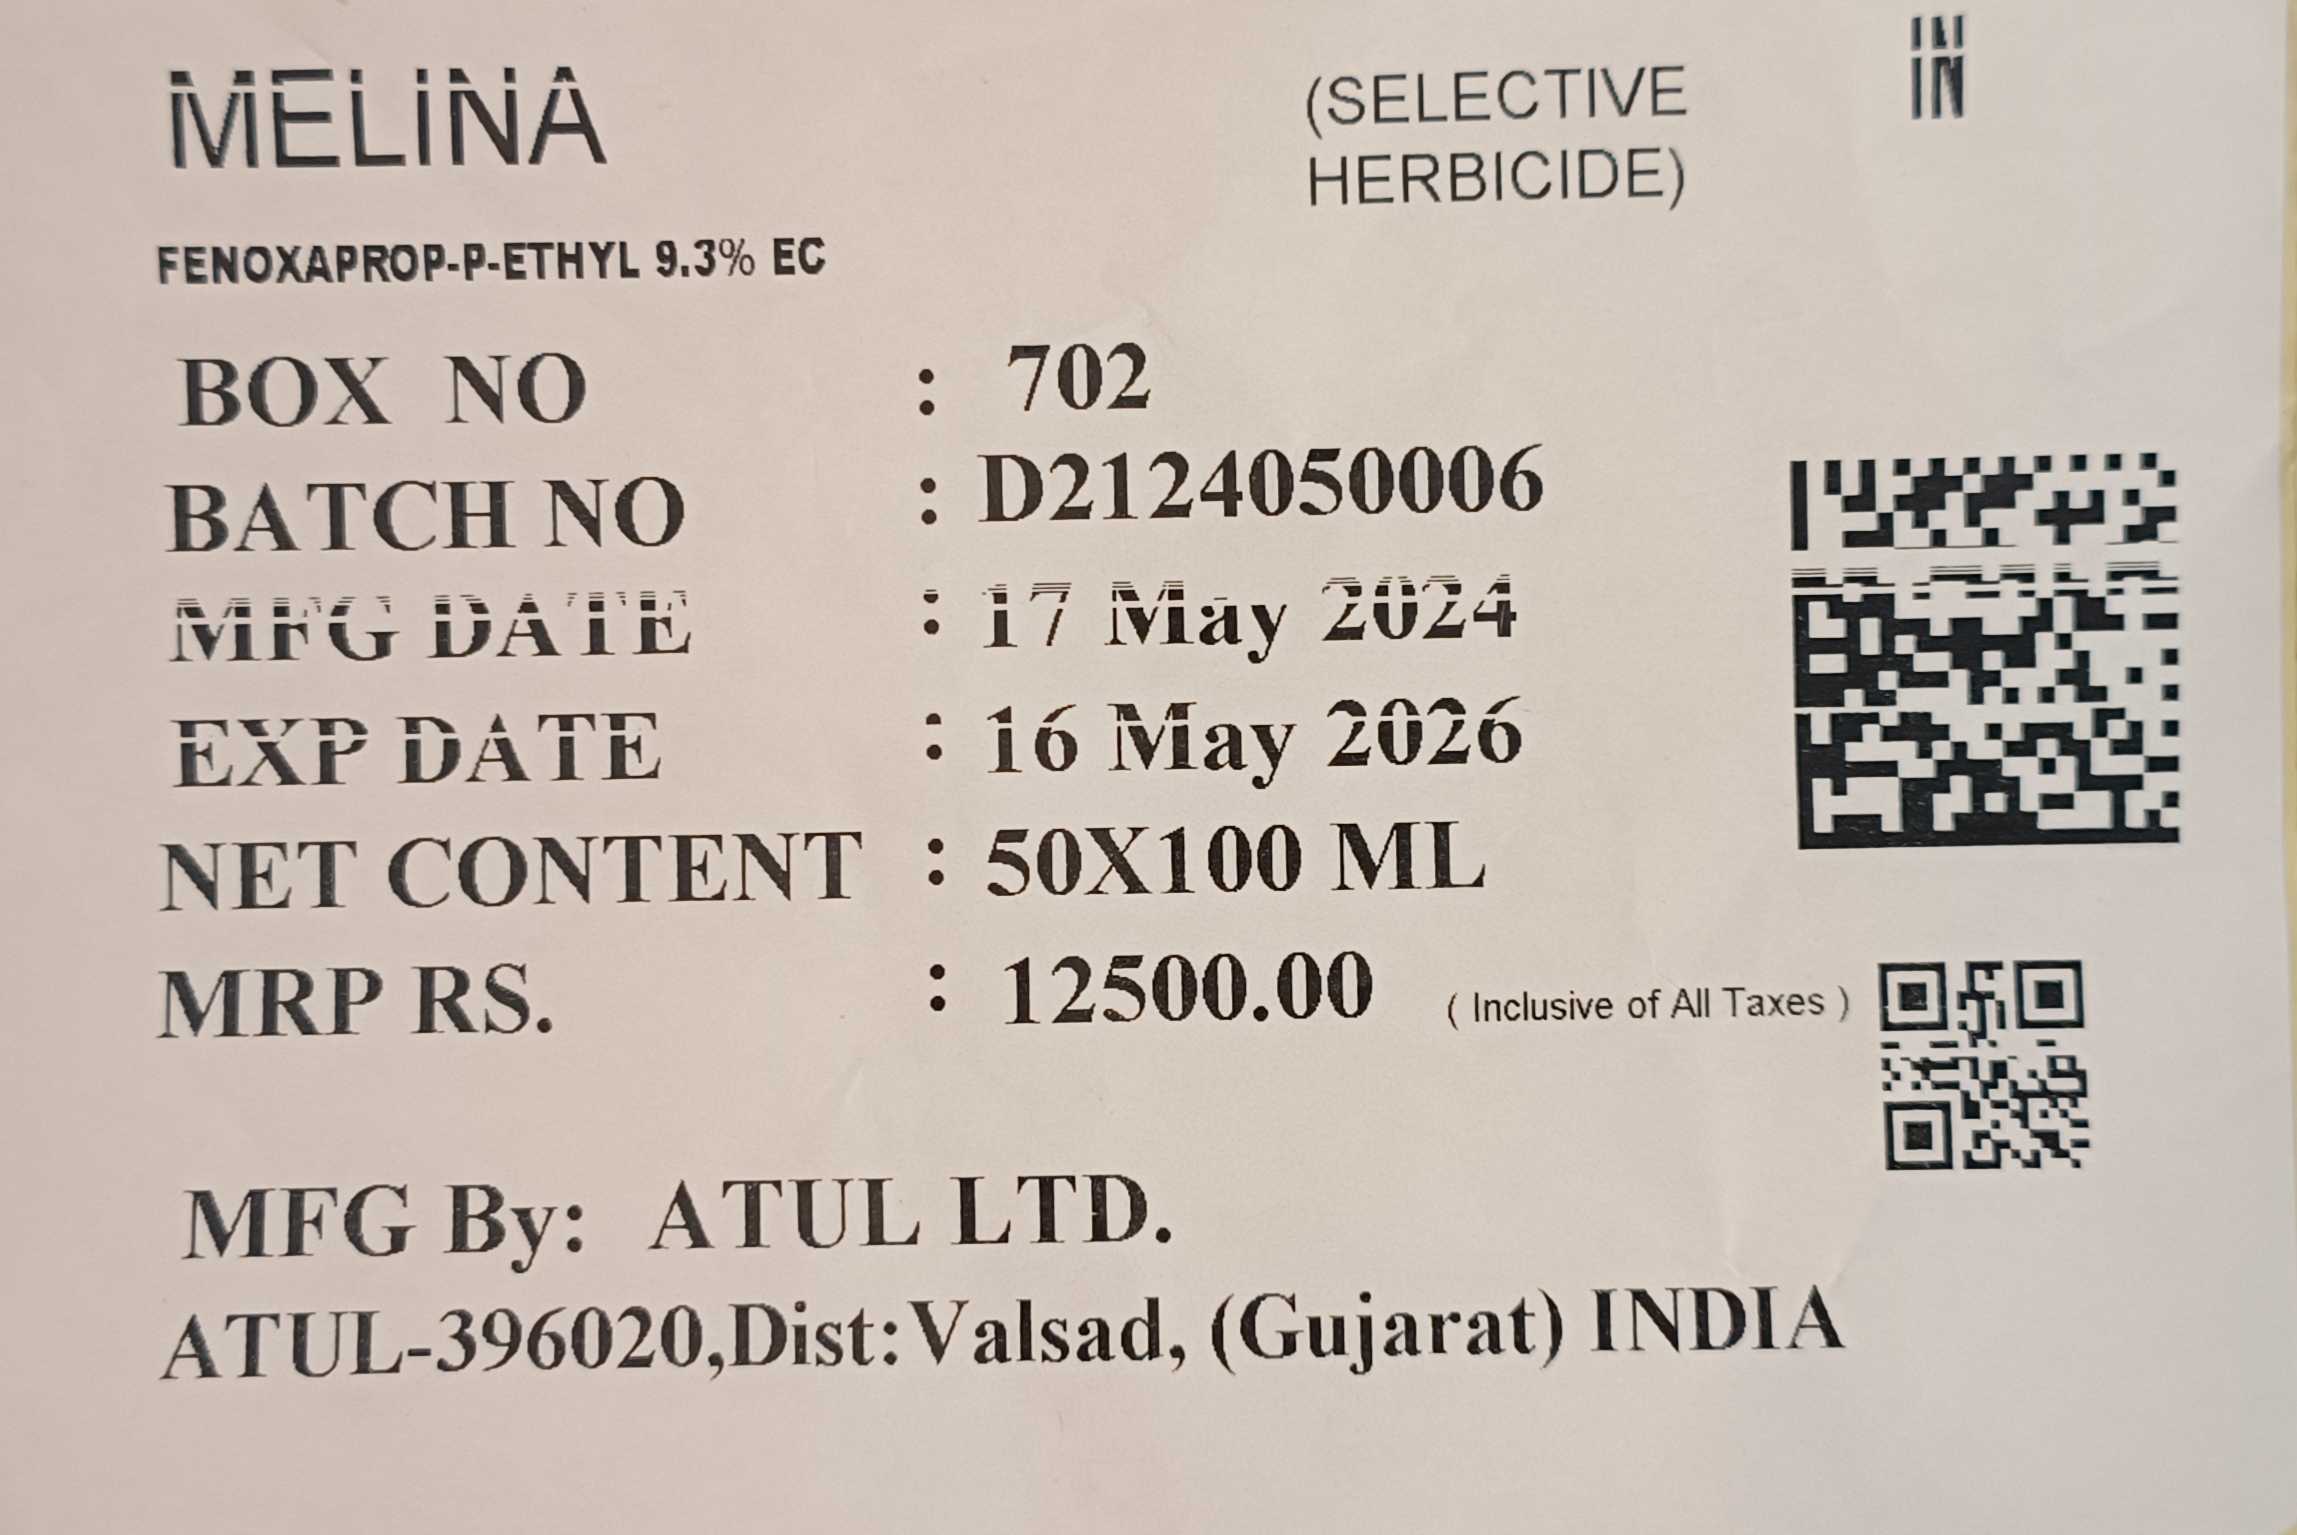 MELINA
(SELECTIVE
HERBICIDE)
IN
FENOXAPROP-P-ETHYL 9.3% EC
BOX NO : 702
BATCH NO : D2124050006
MFG DATE : 17 May 2024
EXP DATE : 16 May 2026
NET CONTENT : 50X100 ML
MRP RS. : 12500.00 ( Inclusive of All Taxes )
MFG By: ATUL LTD.
ATUL-396020,Dist:Valsad, (Gujarat) INDIA